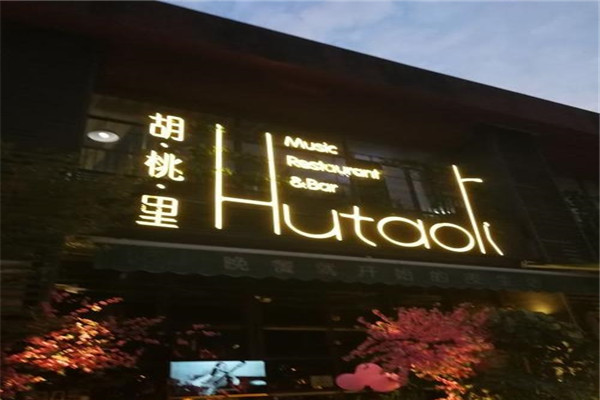 胡·桃·里
Hutaoli
Music
Restaurant
&Bar